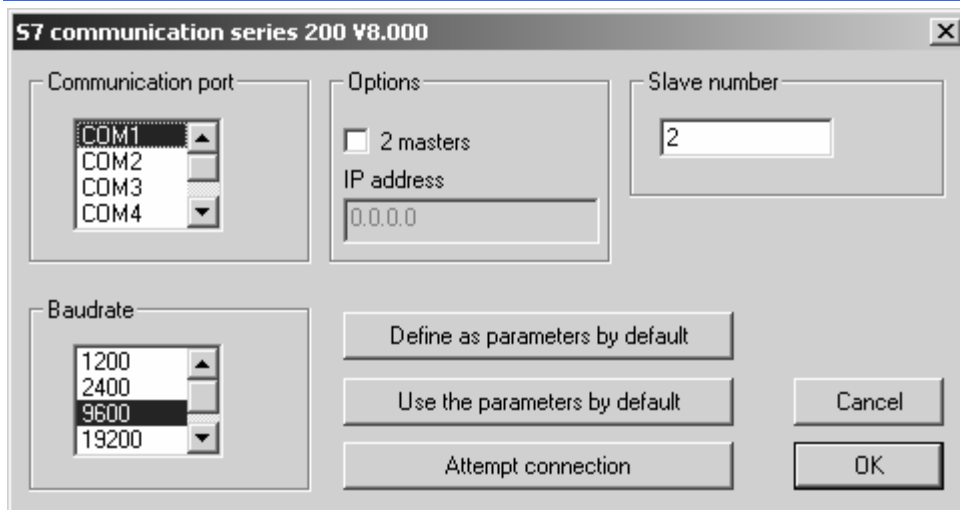 S7 communication series 200 V8.000
Communication port
COM1
COM2
COM3
COM4
Options
2 masters
IP address
0.0.0.0
Slave number
2
Baudrate
1200
2400
9600
19200
Define as parameters by default
Use the parameters by default
Attempt connection
Cancel
OK